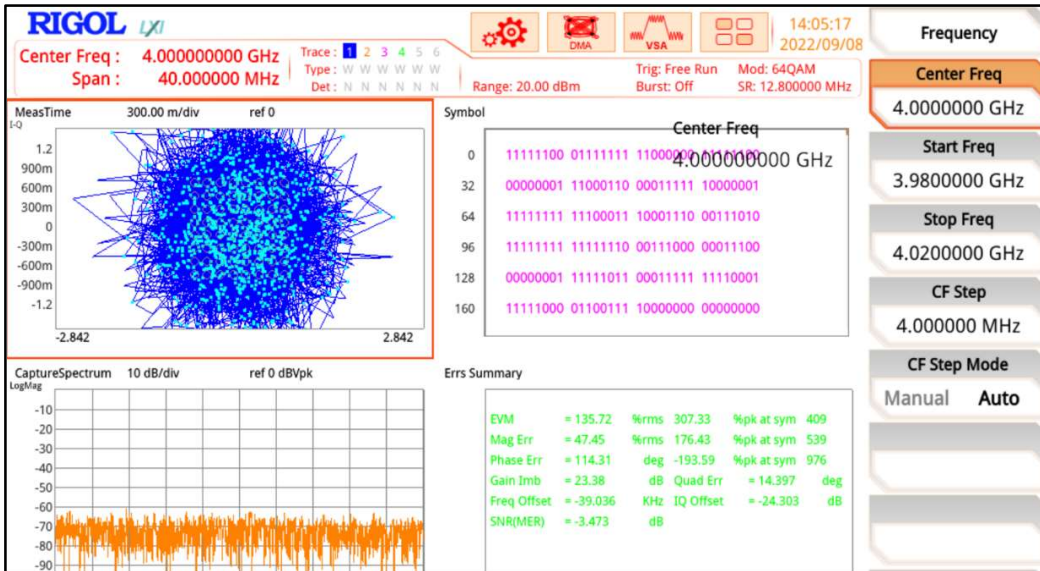 RIGOL LXI
DMA
VSA
14:05:17
2022/09/08
Center Freq : 4.000000000 GHz
Span : 40.000000 MHz
Trace : 1 2 3 4 5 6
Type : W W W W W W
Det : N N N N N N
Range: 20.00 dBm
Trig: Free Run
Burst: Off
Mod: 64QAM
SR: 12.800000 MHz
MeasTime 300.00 m/div ref 0
I-Q
1.2
900m
600m
300m
0
-300m
-600m
-900m
-1.2
-2.842 2.842
Symbol
Center Freq
4.000000000 GHz
0 11111100 01111111 11000000 11111100
32 00000001 11000110 00011111 10000001
64 11111111 11100011 10001110 00111010
96 11111111 11111110 00111000 00011100
128 00000001 11111011 00011111 11110001
160 11111000 01100111 10000000 00000000
CaptureSpectrum 10 dB/div ref 0 dBVpk
LogMag
-10
-20
-30
-40
-50
-60
-70
-80
-90
Errs Summary
EVM = 135.72 %rms 307.33 %pk at sym 409
Mag Err = 47.45 %rms 176.43 %pk at sym 539
Phase Err = 114.31 deg -193.59 %pk at sym 976
Gain Imb = 23.38 dB Quad Err = 14.397 deg
Freq Offset = -39.036 KHz IQ Offset = -24.303 dB
SNR(MER) = -3.473 dB
Frequency
Center Freq
4.0000000 GHz
Start Freq
3.9800000 GHz
Stop Freq
4.0200000 GHz
CF Step
4.000000 MHz
CF Step Mode
Manual Auto